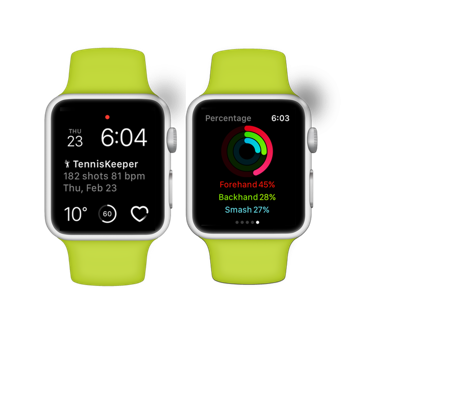 THU
23
6:04
TennisKeeper
182 shots 81 bpm
Thu, Feb 23
10°
60
Percentage
6:03
Forehand 45%
Backhand 28%
Smash 27%